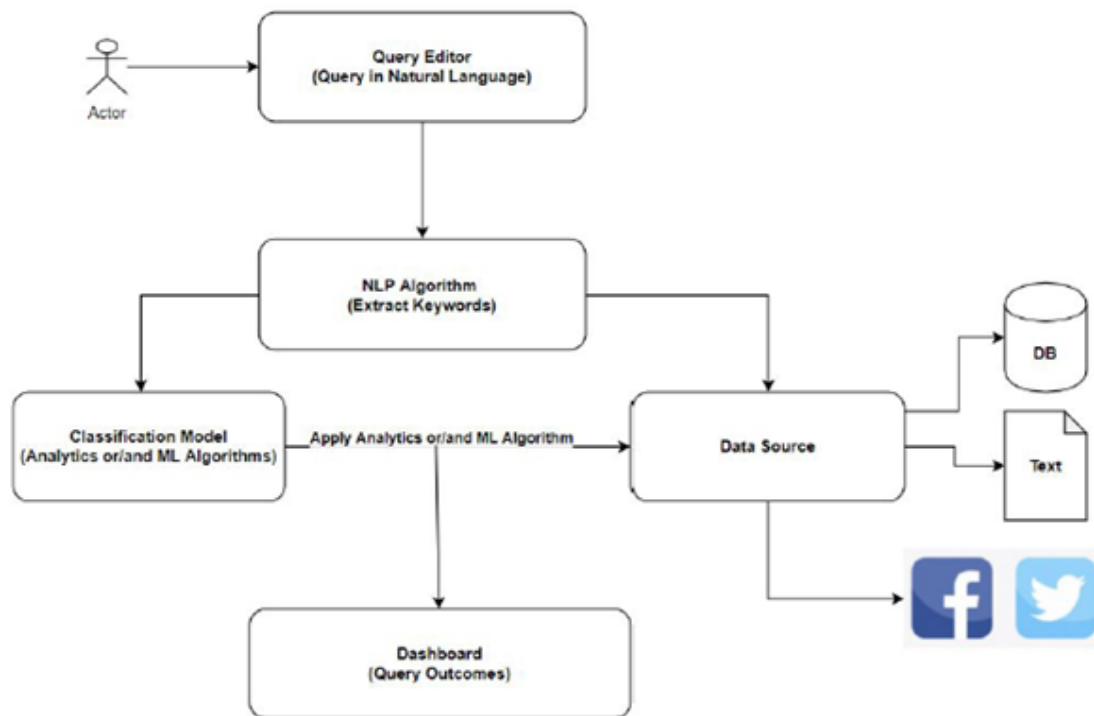 Query Editor
(Query in Natural Language)
Actor
NLP Algorithm
(Extract Keywords)
DB
Classification Model
(Analytics or/and ML Algorithms)
Apply Analytics or/and ML Algorithm
Data Source
Text
Dashboard
(Query Outcomes)